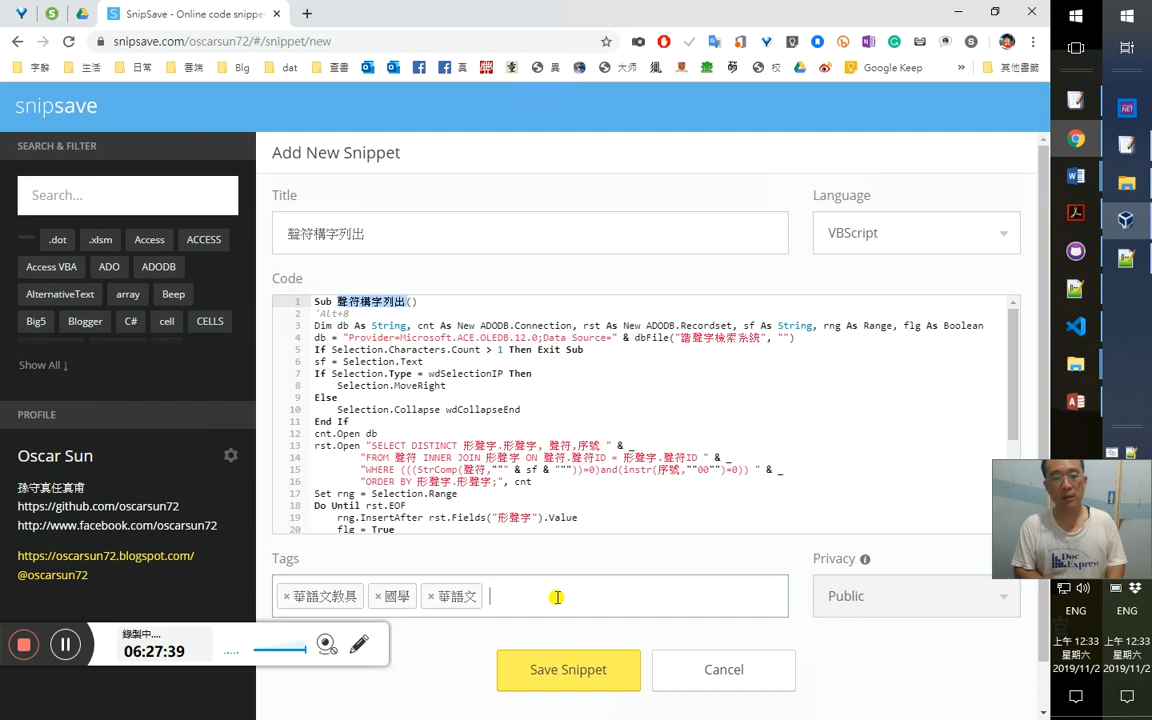 SnipSave - Online code snippet
snipsave.com/oscarsun72/#/snippet/new
字辭
生活
日常
雲端
Blg
dat
查書
真
異
大师
校
Google Keep
»
其他書籤
snipsave
SEARCH & FILTER
Search...
.dot
.xlsm
Access
ACCESS
Access VBA
ADO
ADODB
AlternativeText
array
Beep
Big5
Blogger
C#
cell
CELLS
Show All ↓
PROFILE
Oscar Sun
孫守真任真甫
https://github.com/oscarsun72
http://www.facebook.com/oscarsun72
https://oscarsun72.blogspot.com/
@oscarsun72
Add New Snippet
Title
Language
聲符構字列出
VBScript
Code
1 Sub 聲符構字列出()
2 'Alt+8
3 Dim db As String, cnt As New ADODB.Connection, rst As New ADODB.Recordset, sf As String, rng As Range, flg As Boolean
4 db = "Provider=Microsoft.ACE.OLEDB.12.0;Data Source=" & dbFile("諧聲字檢索系統", "")
5 If Selection.Characters.Count > 1 Then Exit Sub
6 sf = Selection.Text
7 If Selection.Type = wdSelectionIP Then
8 Selection.MoveRight
9 Else
10 Selection.Collapse wdCollapseEnd
11 End If
12 cnt.Open db
13 rst.Open "SELECT DISTINCT 形聲字.形聲字, 聲符,序號 " & _
14 "FROM 聲符 INNER JOIN 形聲字 ON 聲符.聲符ID = 形聲字.聲符ID " & _
15 "WHERE (((StrComp(聲符,""" & sf & """))=0)and(instr(序號,""00"")=0)) " & _
16 "ORDER BY 形聲字.形聲字;", cnt
17 Set rng = Selection.Range
18 Do Until rst.EOF
19 rng.InsertAfter rst.Fields("形聲字").Value
20 flg = True
Tags
Privacy
× 華語文教具
× 國學
× 華語文
Public
錄製中....
06:27:39
Save Snippet
Cancel
Doc
Express
ENG
上午 12:33
星期六
2019/11/2
ENG
上午 12:33
星期六
2019/11/2